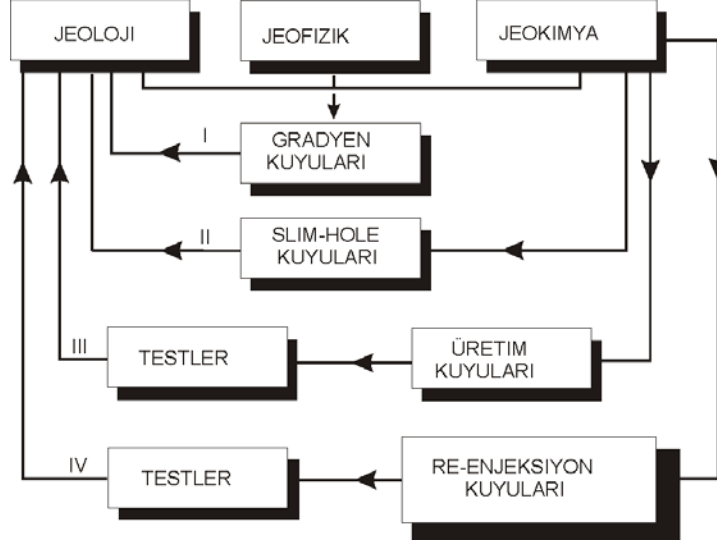 JEOLOJI
JEOFIZIK
JEOKIMYA
I
GRADYEN
KUYULARI
II
SLIM-HOLE
KUYULARI
III
TESTLER
ÜRETIM
KUYULARI
IV
TESTLER
RE-ENJEKSIYON
KUYULARI